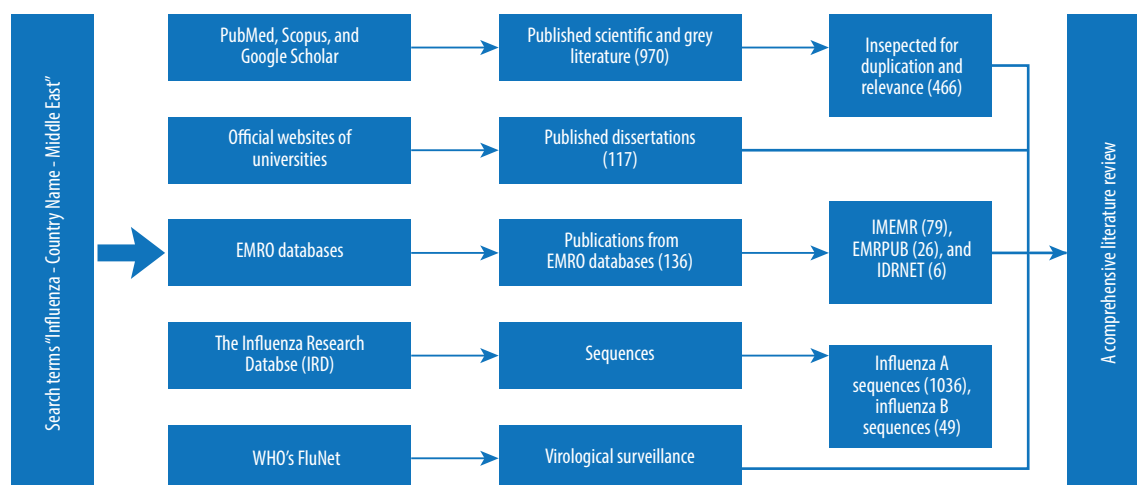 Search terms "Influenza - Country Name - Middle East"
PubMed, Scopus, and
Google Scholar
Published scientific and grey
literature (970)
Insepected for
duplication and
relevance (466)
Official websites of
universities
Published dissertations
(117)
EMRO databases
Publications from
EMRO databases (136)
IMEMR (79),
EMRPUB (26), and
IDRNET (6)
The Influenza Research
Databse (IRD)
Sequences
Influenza A
sequences (1036),
influenza B
sequences (49)
WHO's FluNet
Virological surveillance
A comprehensive literature review